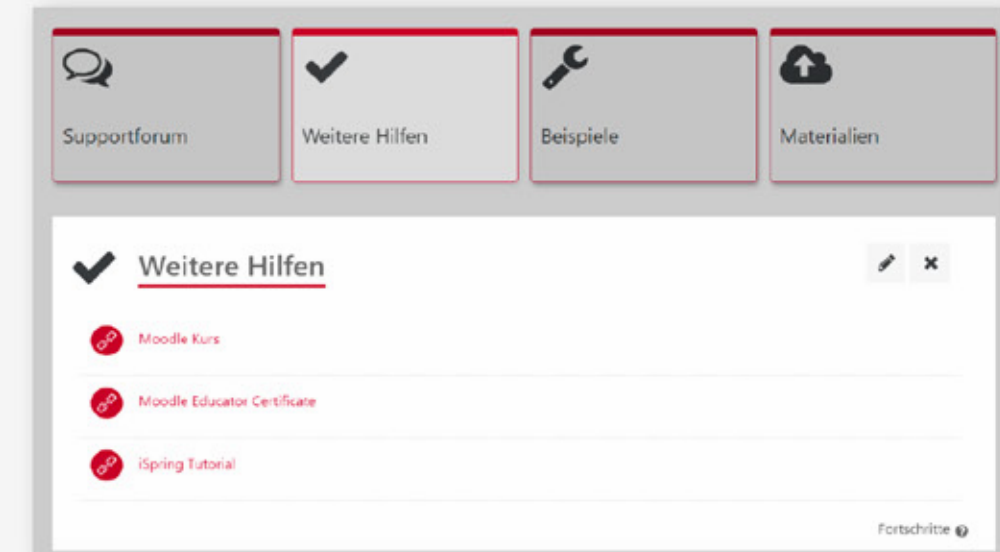 Supportforum
Weitere Hilfen
Beispiele
Materialien
Weitere Hilfen
Moodle Kurs
Moodle Educator Certificate
iSpring Tutorial
Fortschritte